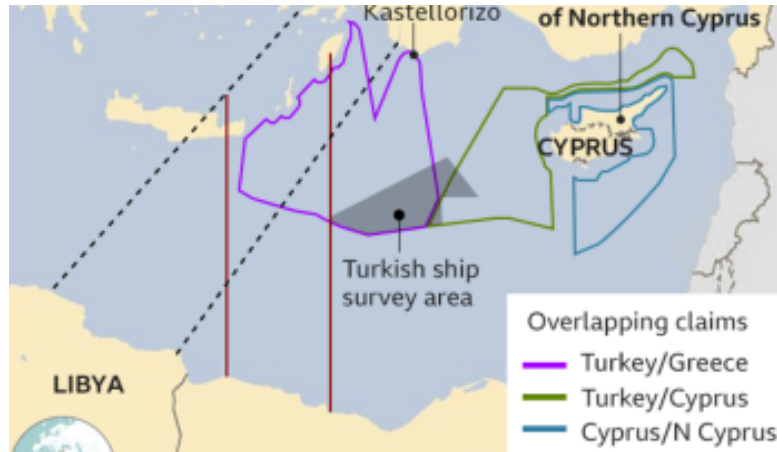 Kastellorizo
of Northern Cyprus
CYPRUS
Turkish ship
survey area
LIBYA
Overlapping claims
Turkey/Greece
Turkey/Cyprus
Cyprus/N Cyprus